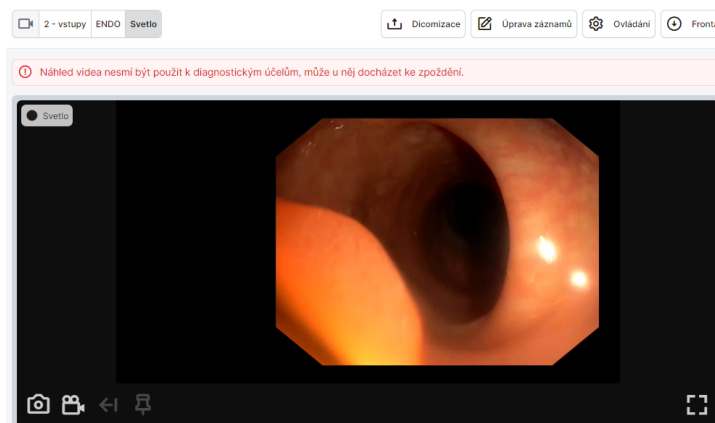 2 - vstupy ENDO Svetlo Dicomizace Úprava záznamů Ovládání Fronta
Náhled videa nesmí být použit k diagnostickým účelům, může u něj docházet ke zpoždění.
Svetlo